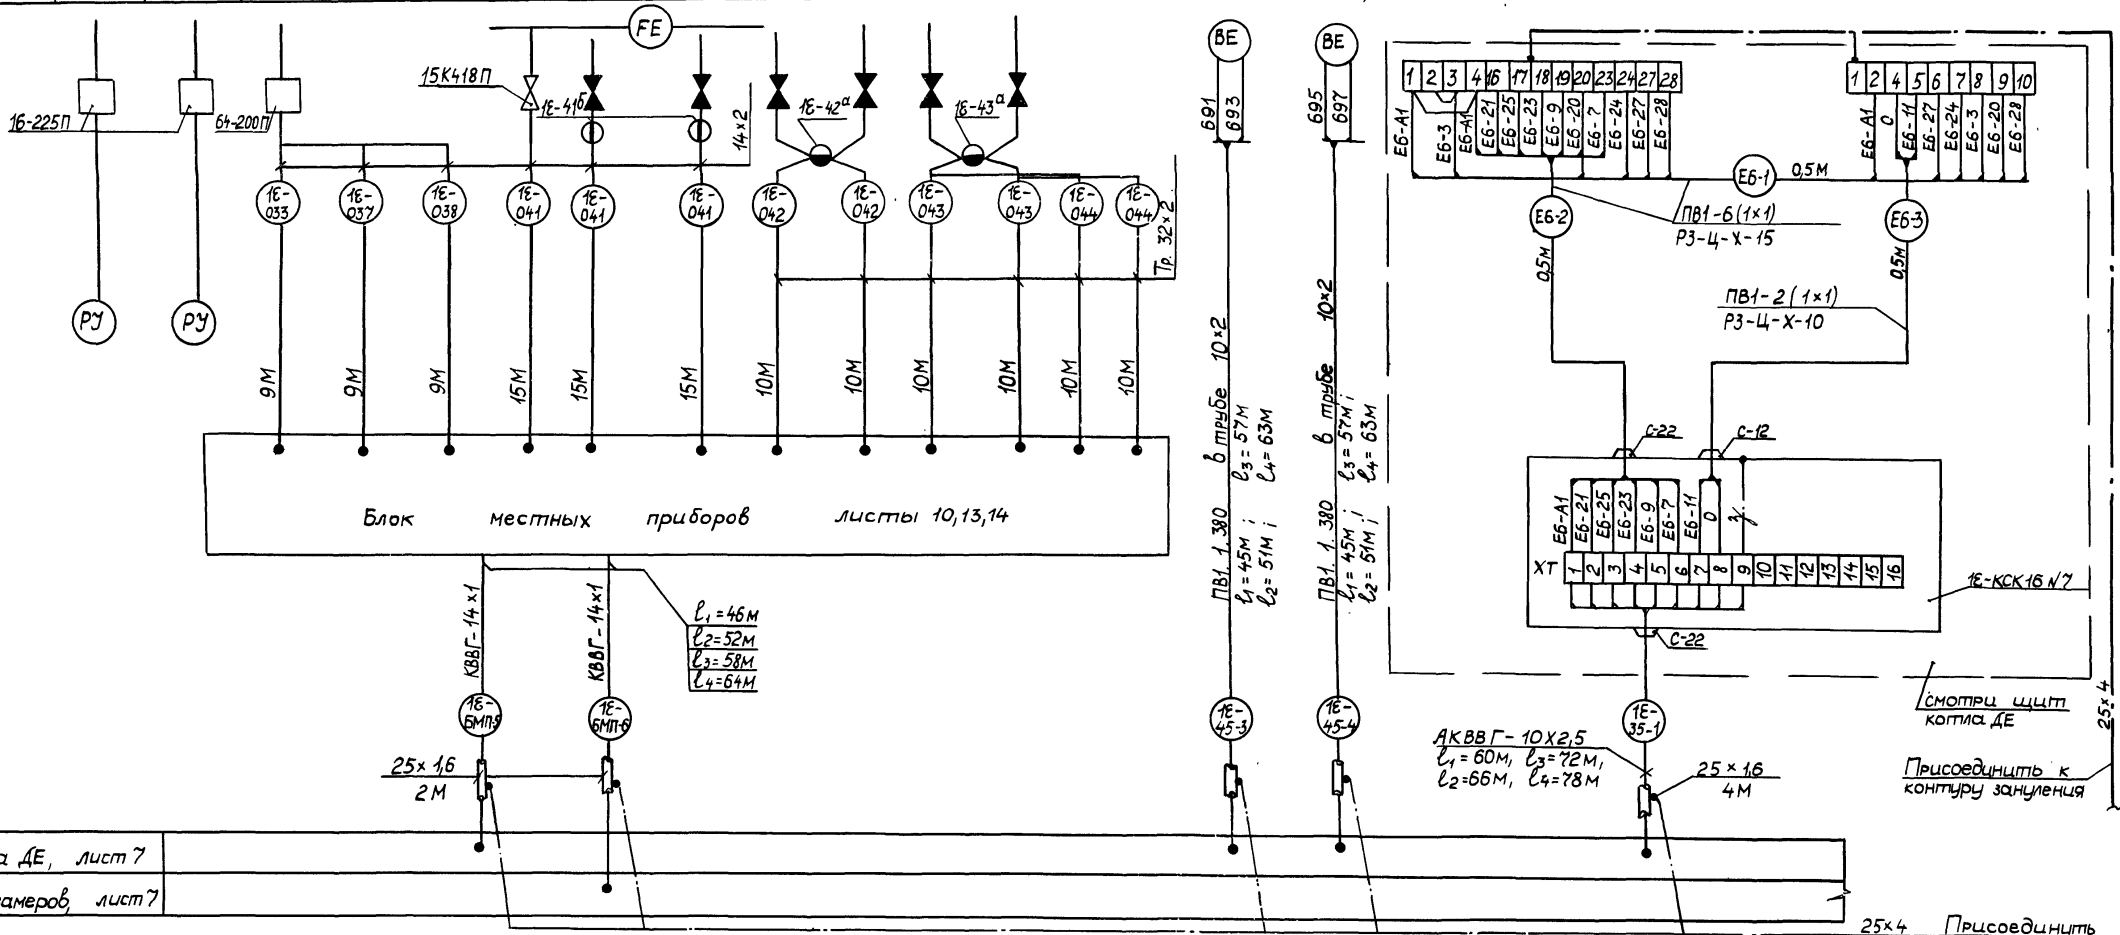 FE
BE
BE
15К418П
16-225П
64-200П
1Е-41б
1Е-42а
1Е-43а
14×2
691
693
695
697
1 2 3 4 16 17 18 19 20 23 24 27 28
1 2 4 5 6 7 8 9 10
Е6-А1
Е6-3
Е6-А1
Е6-21
Е6-25
Е6-23
Е6-9
Е6-20
Е6-7
Е6-24
Е6-27
Е6-28
Е6-А1
0
Е6-11
Е6-27
Е6-24
Е6-3
Е6-20
Е6-28
Е6-1
0,5М
1Е-033
1Е-037
1Е-038
1Е-041
1Е-041
1Е-041
1Е-042
1Е-042
1Е-043
1Е-043
1Е-044
1Е-044
Тр. 32×2
Е6-2
Е6-3
ПВ1-6(1×1)
РЗ-Ц-Х-15
0,5М
0,5М
ПВ1-2(1×1)
РЗ-Ц-Х-10
РУ
РУ
9М
9М
9М
15М
15М
15М
10М
10М
10М
10М
10М
10М
ПВ1.1.380 в трубе 10×2
l1=45М; l3=57М
l2=51М; l4=63М
ПВ1.1.380 в трубе 10×2
l1=45М; l3=57М;
l2=51М; l4=63М
С-22
С-12
Блок местных приборов листы 10,13,14
Е6-А1
Е6-21
Е6-25
Е6-23
Е6-9
Е6-7
Е6-11
0
ХТ
1 2 3 4 5 6 7 8 9 10 11 12 13 14 15 16
1Е-КСК16 №7
С-22
КВВГ-14×1
КВВГ-14×1
l1=46М
l2=52М
l3=58М
l4=64М
1Е-БМП-5
1Е-БМП-6
1Е-45-3
1Е-45-4
1Е-35-1
смотри щит
котла ДЕ
25×4
АКВВГ-10×2,5
l1=60М, l3=72М,
l2=66М, l4=78М
25×1,6
2М
25×1,6
4М
Присоединить к
контуру зануления
а ДЕ, лист 7
амеров, лист 7
25×4 Присоединить